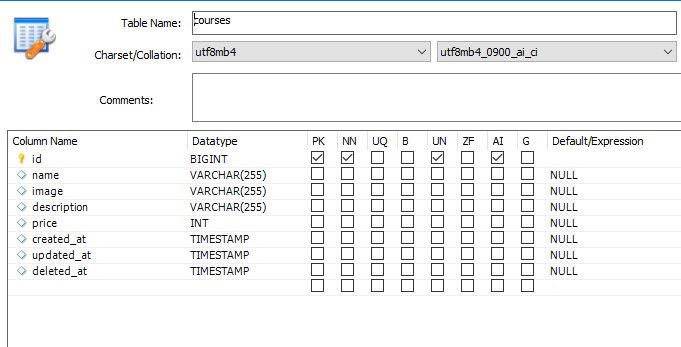 Table Name: courses
Charset/Collation: utf8mb4 utf8mb4_0900_ai_ci
Comments:
Column Name Datatype PK NN UQ B UN ZF AI G Default/Expression
id BIGINT
name VARCHAR(255) NULL
image VARCHAR(255) NULL
description VARCHAR(255) NULL
price INT NULL
created_at TIMESTAMP NULL
updated_at TIMESTAMP NULL
deleted_at TIMESTAMP NULL